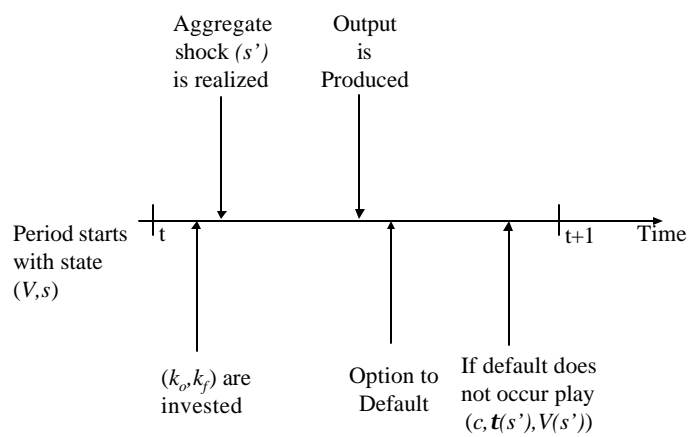 Aggregate
shock (s’)
is realized
Output
is
Produced
Period starts
with state
(V,s)
t
t+1
Time
(kₒ,k_f) are
invested
Option to
Default
If default does
not occur play
(c,t(s’),V(s’))